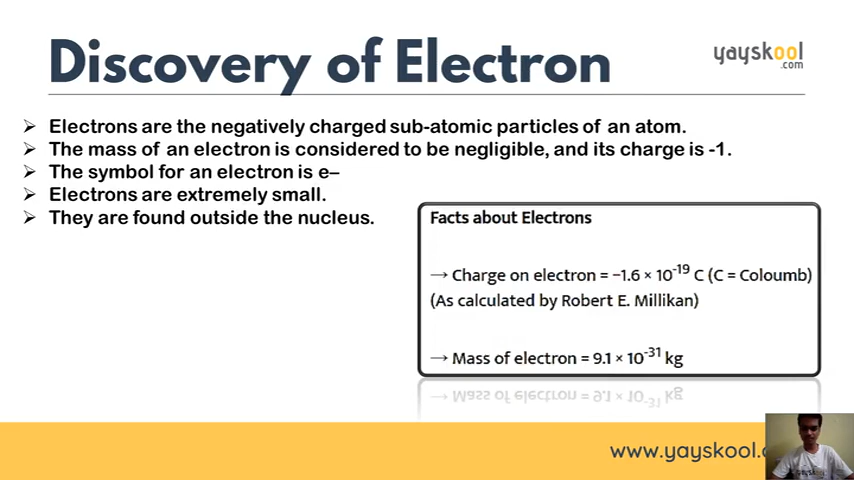 Discovery of Electron
yayskool
.com
➢ Electrons are the negatively charged sub-atomic particles of an atom.
➢ The mass of an electron is considered to be negligible, and its charge is -1.
➢ The symbol for an electron is e–
➢ Electrons are extremely small.
➢ They are found outside the nucleus.
Facts about Electrons
→ Charge on electron = −1.6 × 10⁻¹⁹ C (C = Coloumb)
(As calculated by Robert E. Millikan)
→ Mass of electron = 9.1 × 10⁻³¹ kg
www.yayskool.